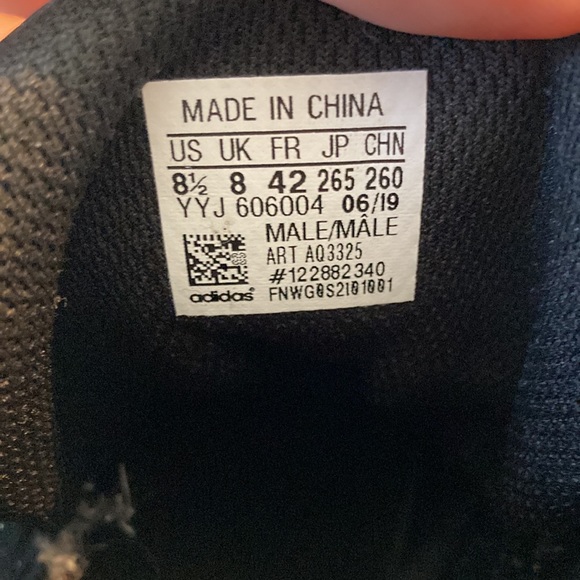 MADE IN CHINA
US UK FR JP CHN
8½ 8 42 265 260
YYJ 606004 06/19
MALE/MÂLE
ART AQ3325
#122882340
adidas® FNWG0S2101001